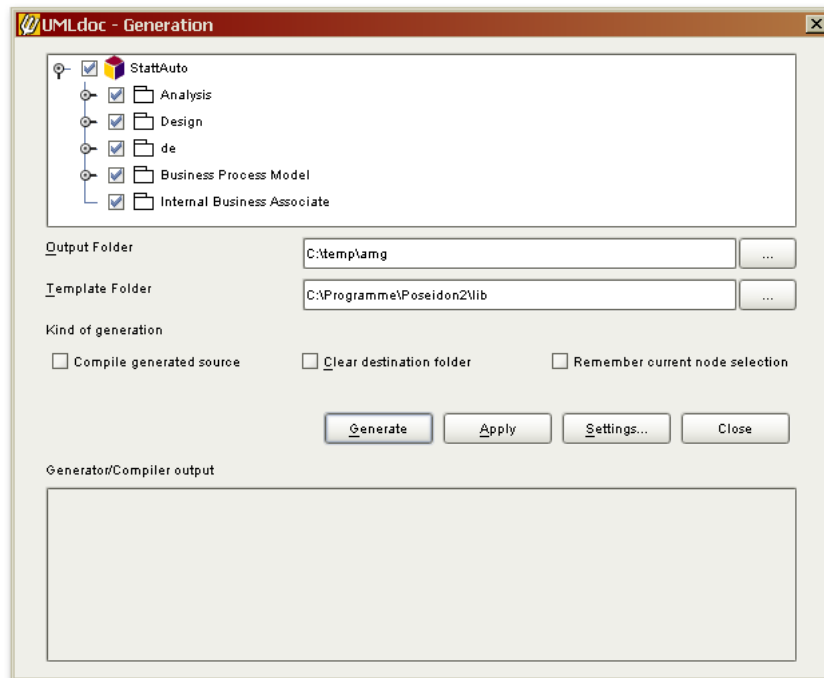 UMLdoc - Generation
StattAuto
Analysis
Design
de
Business Process Model
Internal Business Associate
Output Folder C:\temp\amg ...
Template Folder C:\Programme\Poseidon2\lib ...
Kind of generation
Compile generated source Clear destination folder Remember current node selection
Generate Apply Settings... Close
Generator/Compiler output